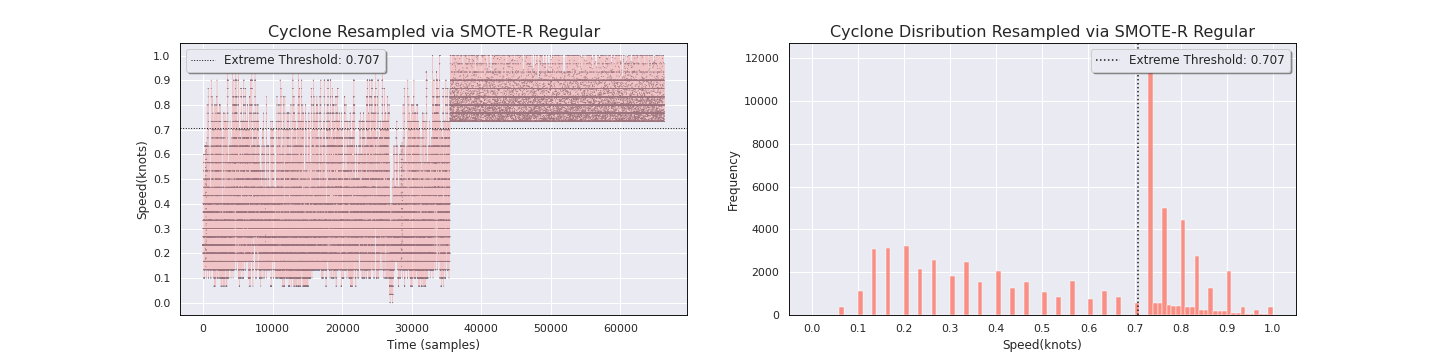 Cyclone Resampled via SMOTE-R Regular
Extreme Threshold: 0.707
1.0
0.9
0.8
0.7
0.6
0.5
0.4
0.3
0.2
0.1
0.0
Speed(knots)
0 10000 20000 30000 40000 50000 60000
Time (samples)
Cyclone Disribution Resampled via SMOTE-R Regular
Extreme Threshold: 0.707
12000
10000
8000
6000
4000
2000
0
Frequency
0.0 0.1 0.2 0.3 0.4 0.5 0.6 0.7 0.8 0.9 1.0
Speed(knots)